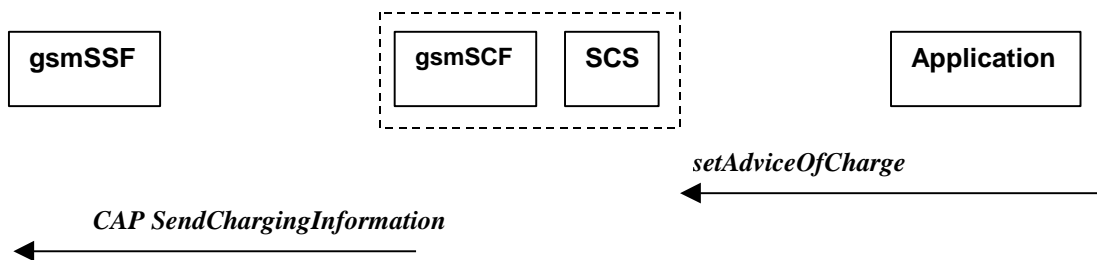 gsmSSF
gsmSCF
SCS
Application
setAdviceOfCharge
CAP SendChargingInformation